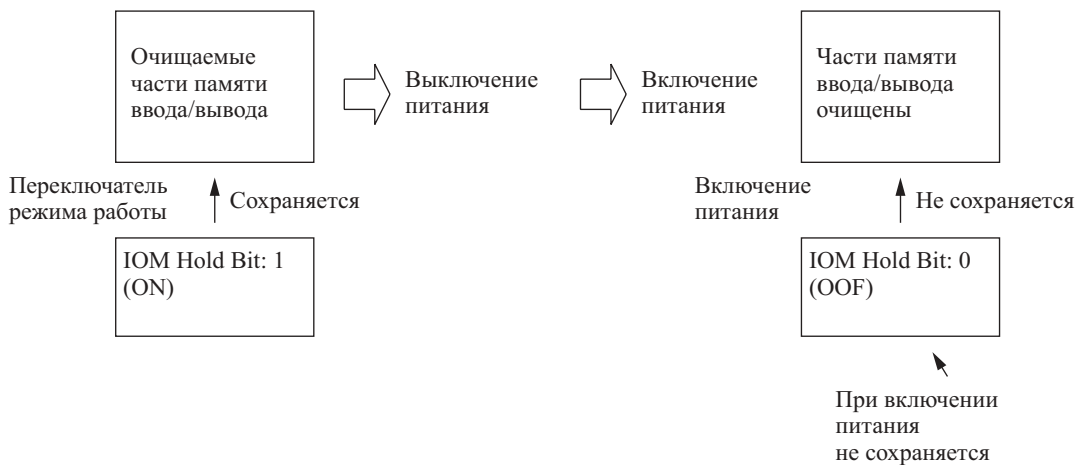 Очищаемые
части памяти
ввода/вывода
Выключение
питания
Включение
питания
Части памяти
ввода/вывода
очищены
Переключатель
режима работы
Сохраняется
Включение
питания
Не сохраняется
IOM Hold Bit: 1
(ON)
IOM Hold Bit: 0
(OOF)
При включении
питания
не сохраняется